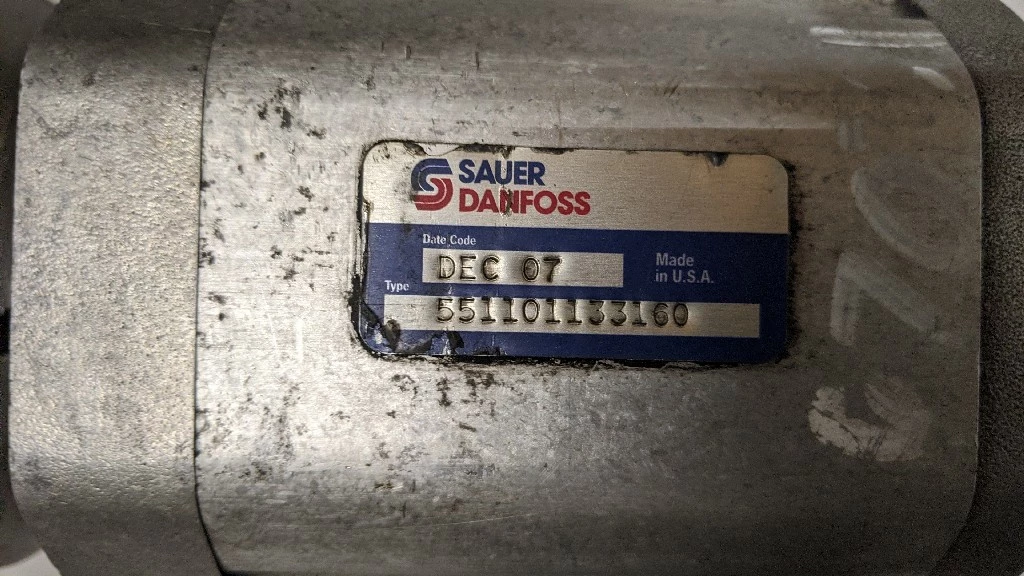 SAUER
DANFOSS
Date Code
DEC 07
Made
in U.S.A.
Type
551101133160